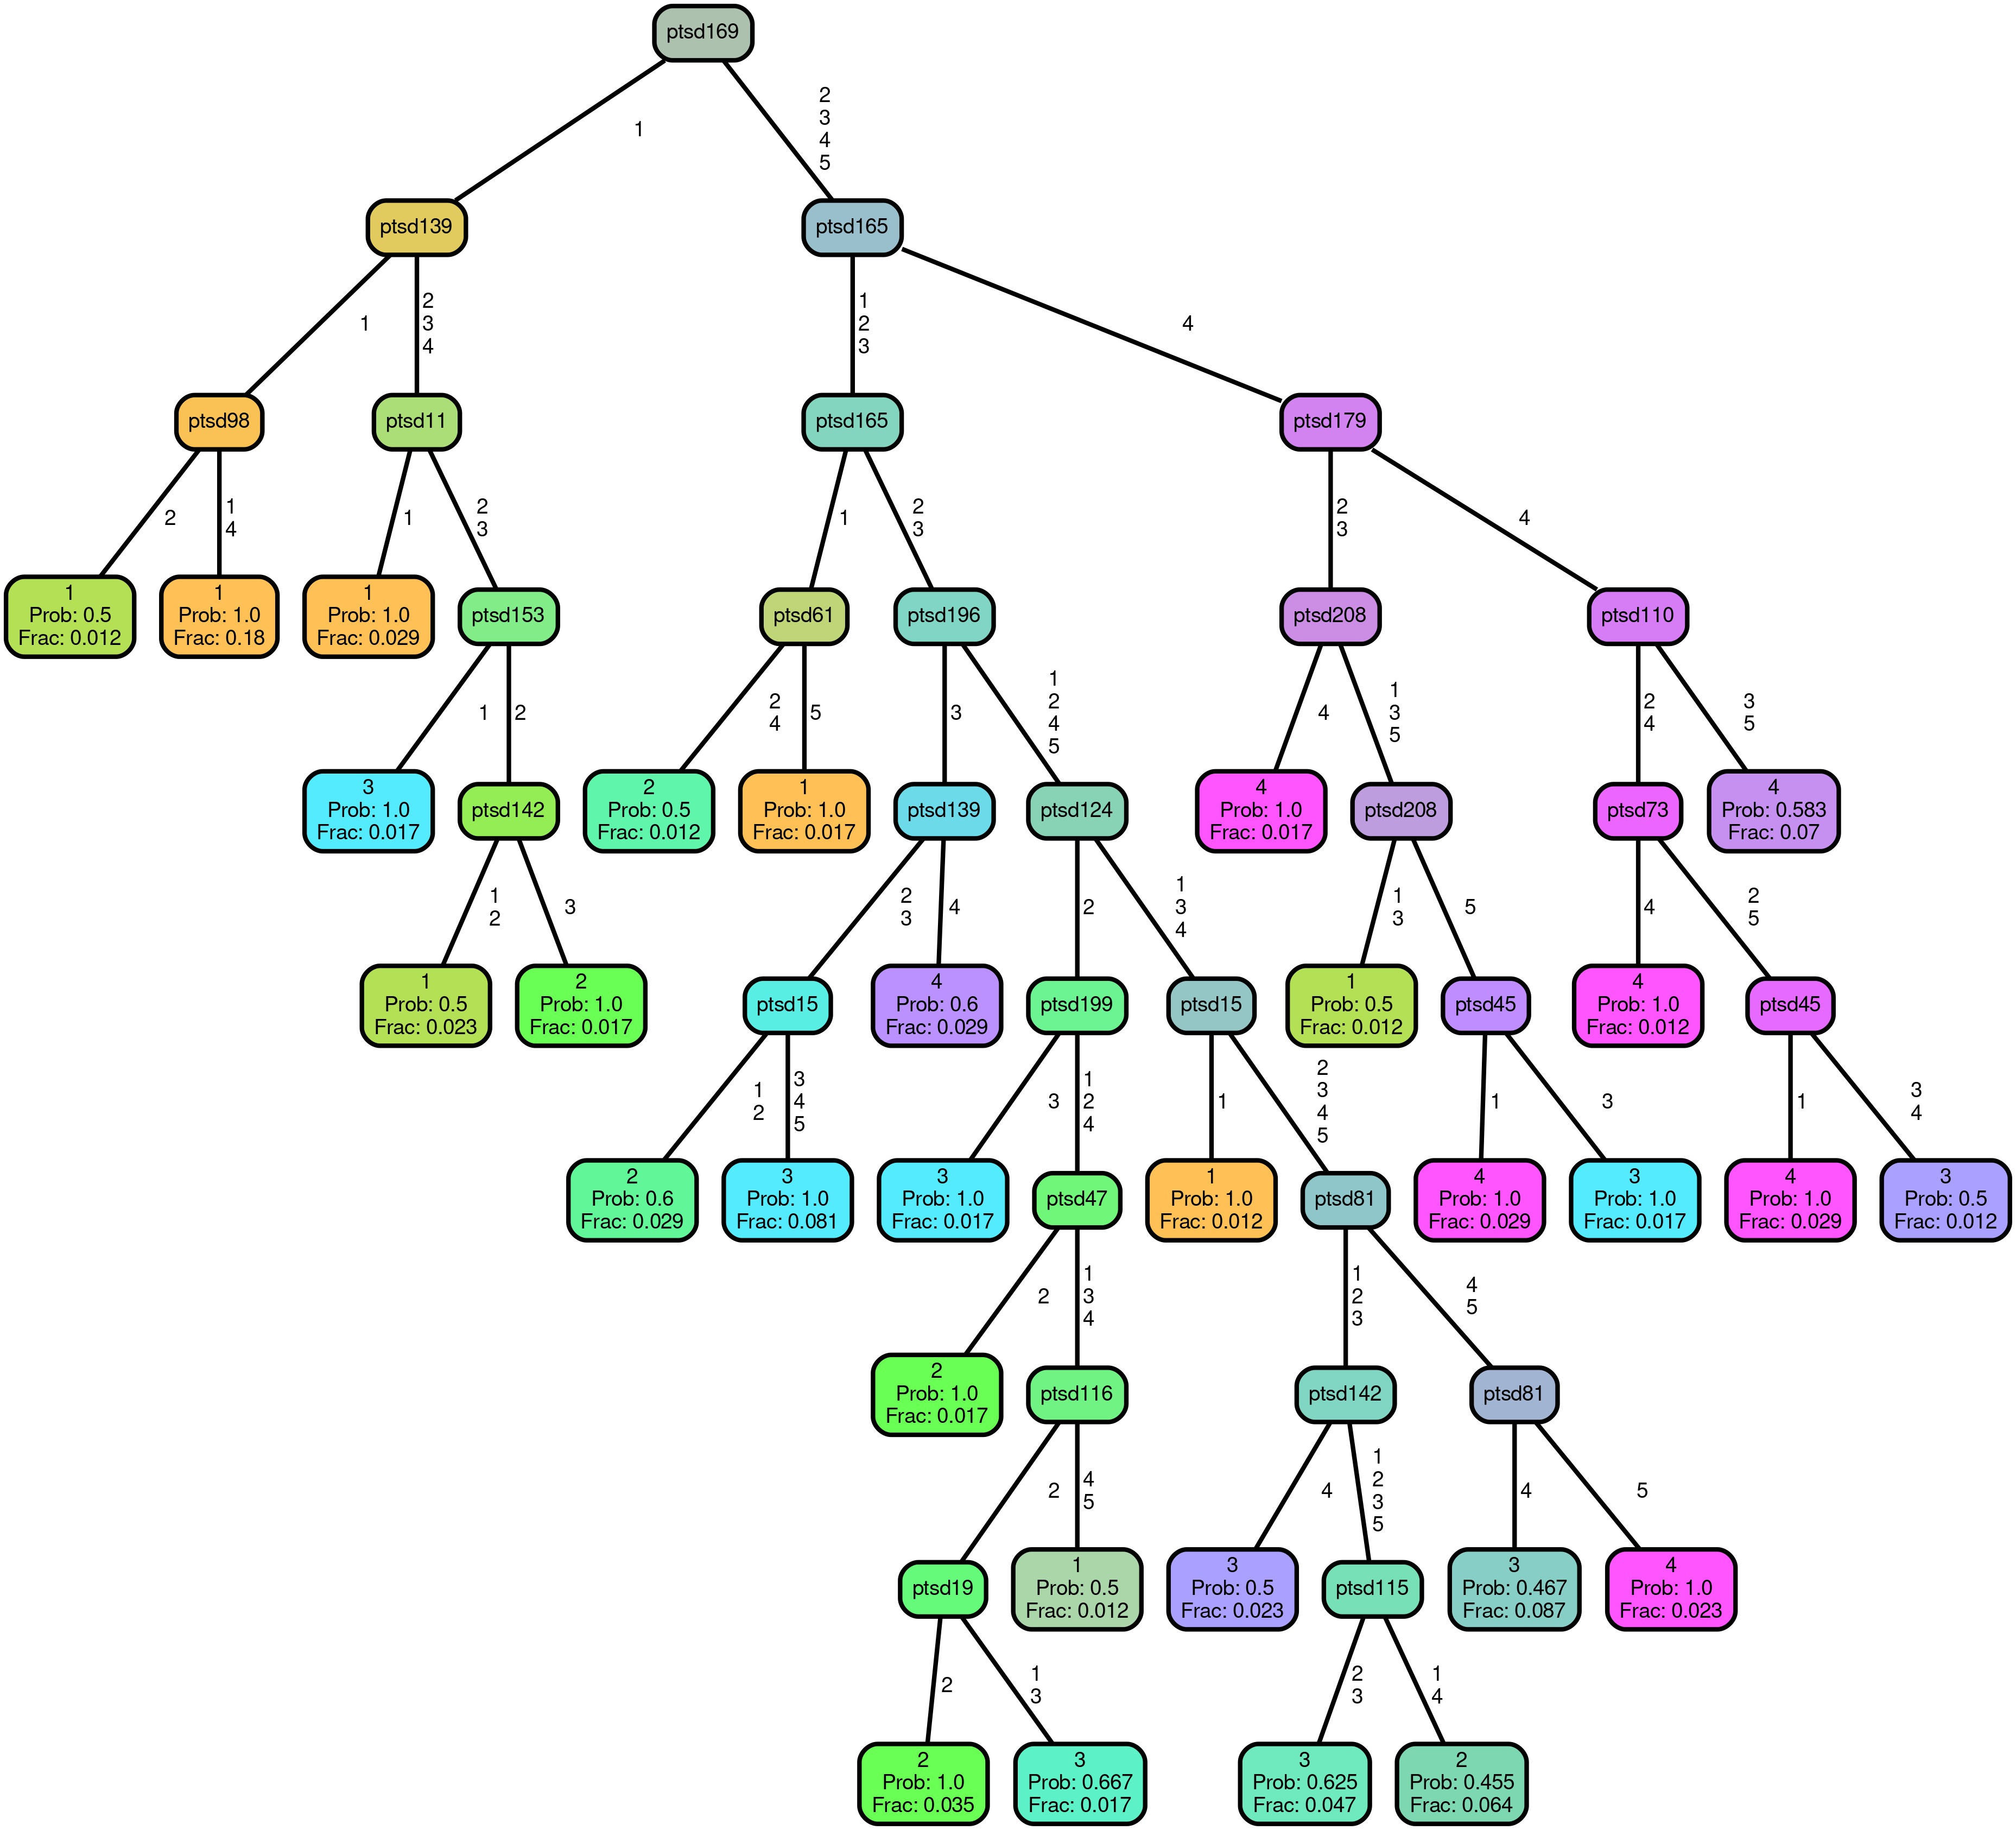 ptsd169
1
2
3
4
5
ptsd139
ptsd165
1
2
3
4
1
2
3
4
ptsd98
ptsd11
ptsd165
ptsd179
2
1
4
1
2
3
1
2
3
2
3
4
1
Prob: 0.5
Frac: 0.012
1
Prob: 1.0
Frac: 0.18
1
Prob: 1.0
Frac: 0.029
ptsd153
ptsd61
ptsd196
ptsd208
ptsd110
1
2
2
4
5
3
1
2
4
5
4
1
3
5
2
4
3
5
3
Prob: 1.0
Frac: 0.017
ptsd142
2
Prob: 0.5
Frac: 0.012
1
Prob: 1.0
Frac: 0.017
ptsd139
ptsd124
4
Prob: 1.0
Frac: 0.017
ptsd208
ptsd73
4
Prob: 0.583
Frac: 0.07
1
2
3
2
3
4
2
1
3
4
1
3
5
4
2
5
1
Prob: 0.5
Frac: 0.023
2
Prob: 1.0
Frac: 0.017
ptsd15
4
Prob: 0.6
Frac: 0.029
ptsd199
ptsd15
1
Prob: 0.5
Frac: 0.012
ptsd45
4
Prob: 1.0
Frac: 0.012
ptsd45
1
2
3
4
5
3
1
2
4
1
2
3
4
5
1
3
1
3
4
2
Prob: 0.6
Frac: 0.029
3
Prob: 1.0
Frac: 0.081
3
Prob: 1.0
Frac: 0.017
ptsd47
1
Prob: 1.0
Frac: 0.012
ptsd81
4
Prob: 1.0
Frac: 0.029
3
Prob: 1.0
Frac: 0.017
4
Prob: 1.0
Frac: 0.029
3
Prob: 0.5
Frac: 0.012
2
1
3
4
1
2
3
4
5
2
Prob: 1.0
Frac: 0.017
ptsd116
ptsd142
ptsd81
2
4
5
4
1
2
3
5
4
5
ptsd19
1
Prob: 0.5
Frac: 0.012
3
Prob: 0.5
Frac: 0.023
ptsd115
3
Prob: 0.467
Frac: 0.087
4
Prob: 1.0
Frac: 0.023
2
1
3
2
3
1
4
2
Prob: 1.0
Frac: 0.035
3
Prob: 0.667
Frac: 0.017
3
Prob: 0.625
Frac: 0.047
2
Prob: 0.455
Frac: 0.064